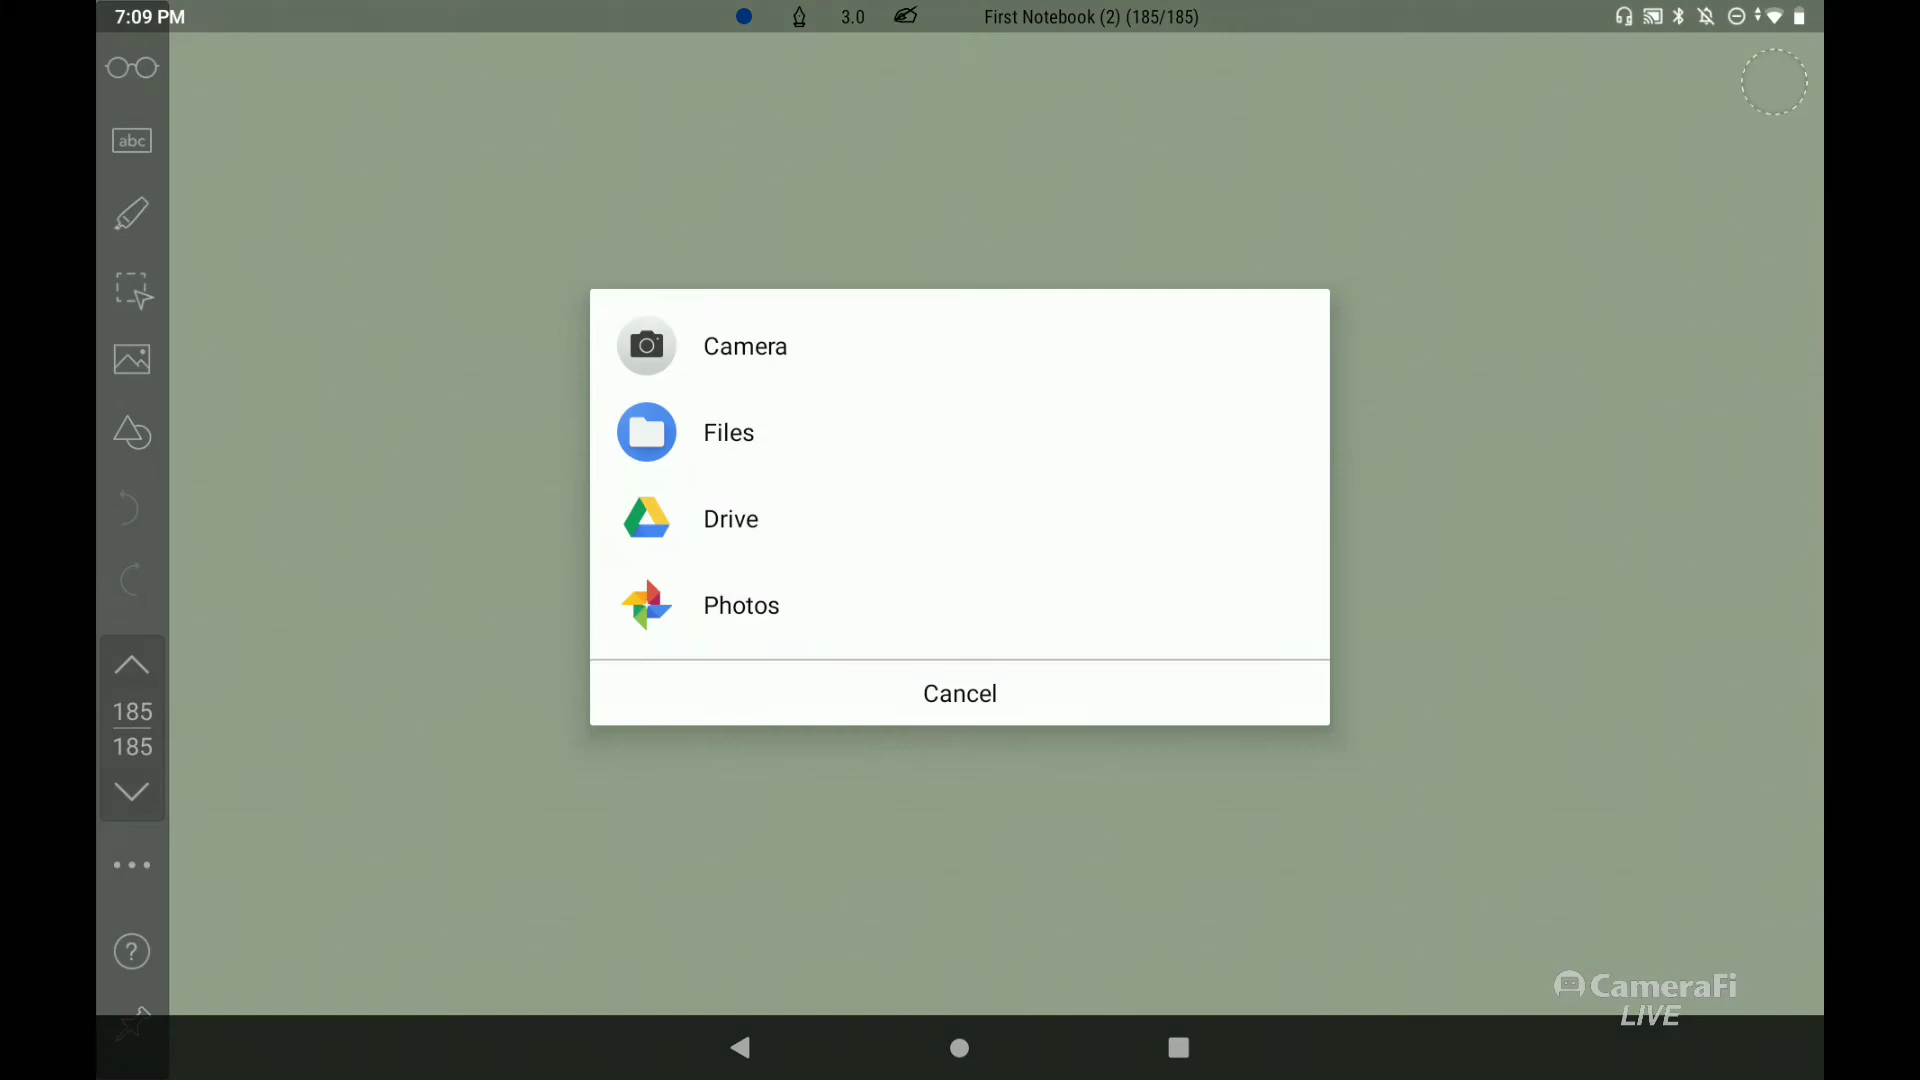 7:09 PM
3.0
First Notebook (2) (185/185)
abc
Camera
Files
Drive
Photos
Cancel
185
185
?
CameraFi
LIVE